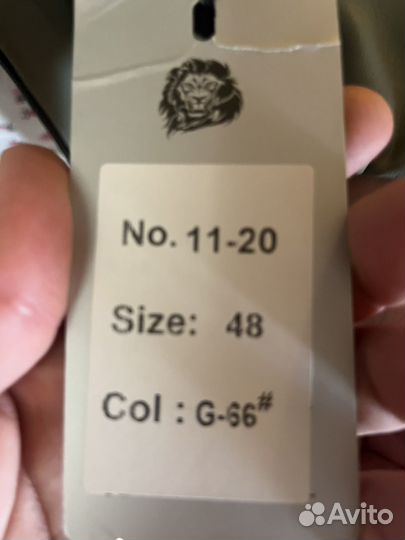 No. 11-20
Size: 48
Col : G-66#
Avito